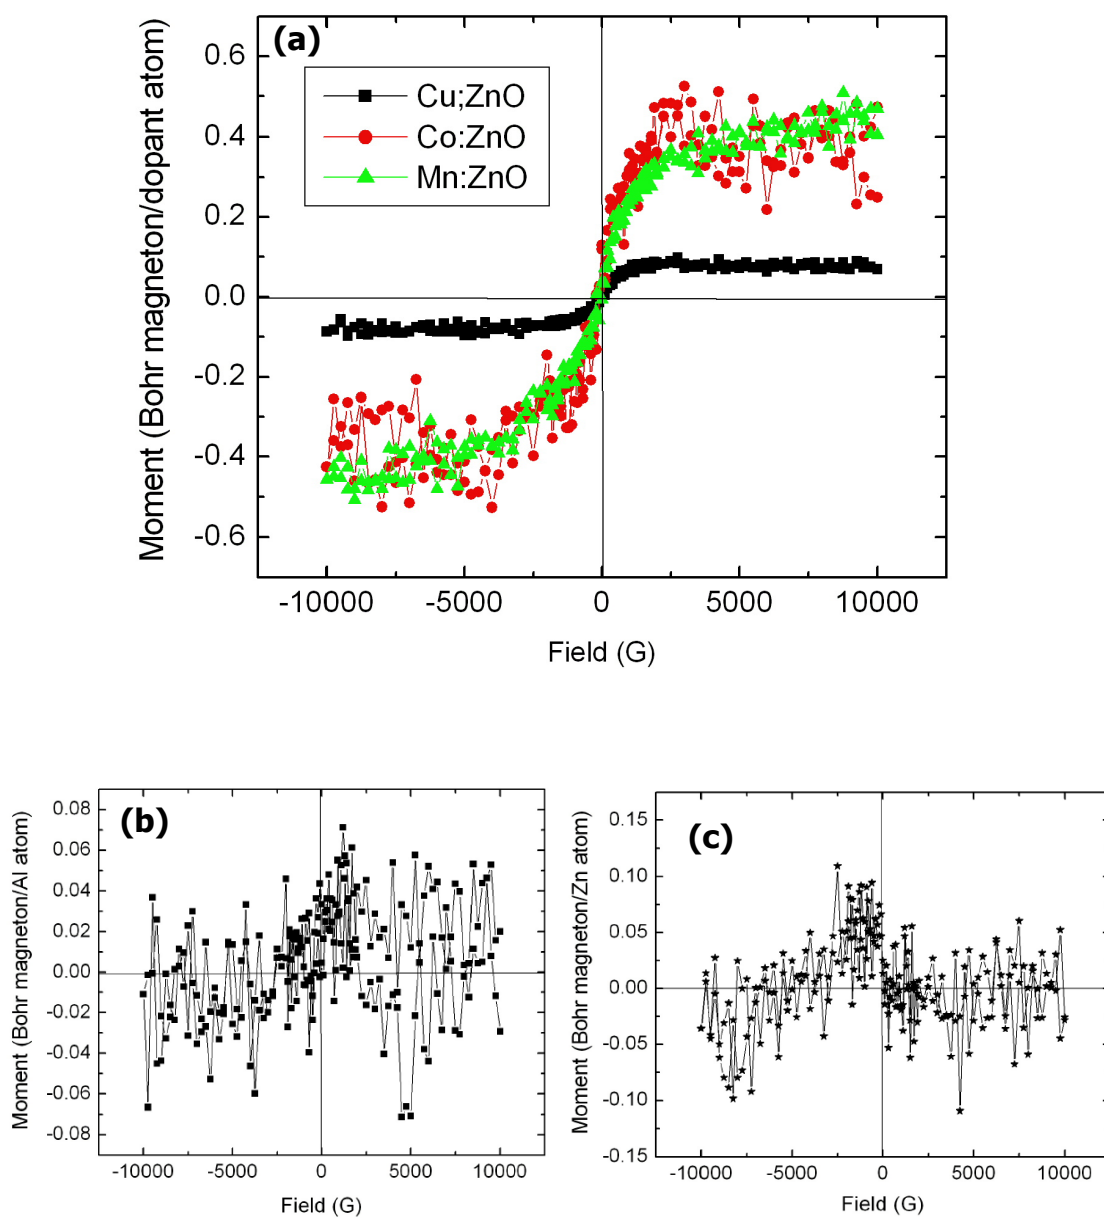 (a)
Cu;ZnO
Co:ZnO
Mn:ZnO
Moment (Bohr magneton/dopant atom)
0.6
0.4
0.2
0.0
-0.2
-0.4
-0.6
-10000 -5000 0 5000 10000
Field (G)
(b)
Moment (Bohr magneton/Al atom)
0.08
0.06
0.04
0.02
0.00
-0.02
-0.04
-0.06
-0.08
-10000 -5000 0 5000 10000
Field (G)
(c)
Moment (Bohr magneton/Zn atom)
0.15
0.10
0.05
0.00
-0.05
-0.10
-0.15
-10000 -5000 0 5000 10000
Field (G)